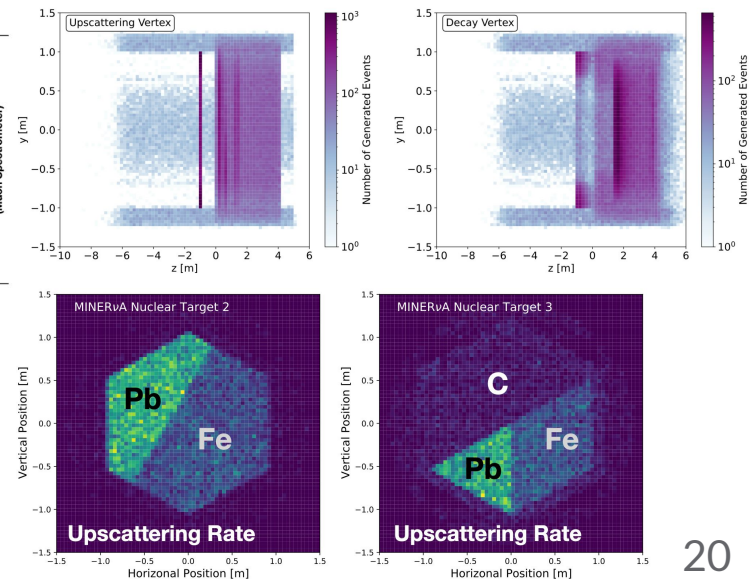 Upscattering Vertex
1.5
1.0
0.5
0.0
−0.5
−1.0
−1.5
y [m]
−10 −8 −6 −4 −2 0 2 4 6
z [m]
10³
10²
10¹
10⁰
Number of Generated Events
Decay Vertex
1.5
1.0
0.5
0.0
−0.5
−1.0
−1.5
y [m]
−10 −8 −6 −4 −2 0 2 4 6
z [m]
10²
10¹
10⁰
Number of Generated Events
MINERνA Nuclear Target 2
1.5
1.0
0.5
0.0
−0.5
−1.0
−1.5
Vertical Position [m]
Pb
Fe
Upscattering Rate
−1.5 −1.0 −0.5 0.0 0.5 1.0 1.5
Horizonal Position [m]
MINERνA Nuclear Target 3
1.5
1.0
0.5
0.0
−0.5
−1.0
−1.5
Vertical Position [m]
C
Fe
Pb
Upscattering Rate
−1.5 −1.0 −0.5 0.0 0.5 1.0 1.5
Horizonal Position [m]
20